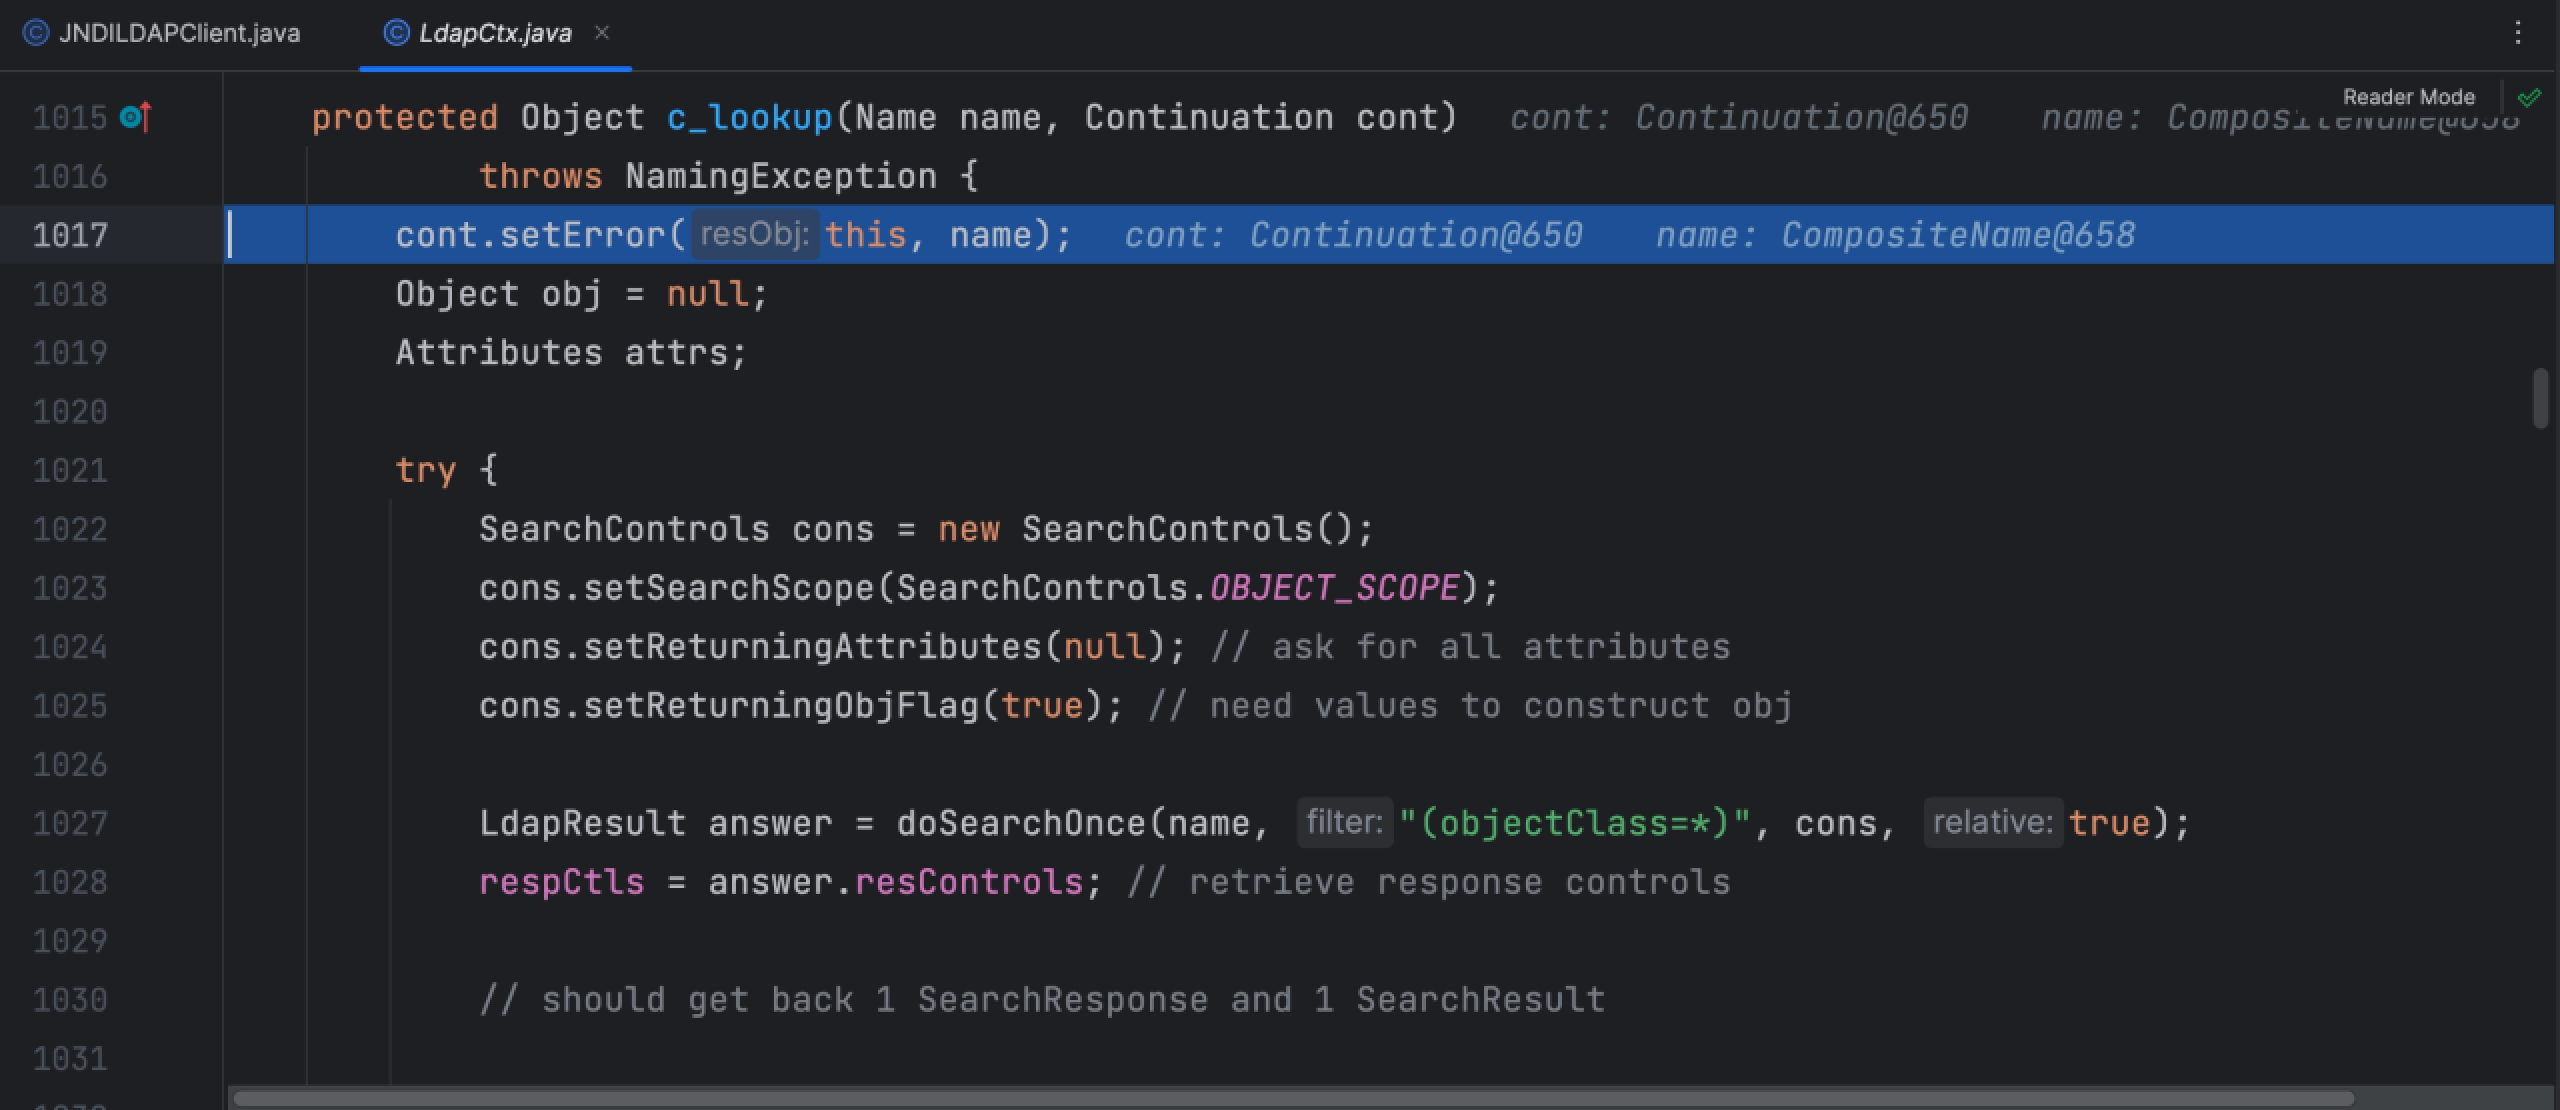 JNDILDAPClient.java LdapCtx.java
Reader Mode
1015 protected Object c_lookup(Name name, Continuation cont) cont: Continuation@650 name: CompositeName@658
1016 throws NamingException {
1017 cont.setError( resObj: this, name); cont: Continuation@650 name: CompositeName@658
1018 Object obj = null;
1019 Attributes attrs;
1020
1021 try {
1022 SearchControls cons = new SearchControls();
1023 cons.setSearchScope(SearchControls.OBJECT_SCOPE);
1024 cons.setReturningAttributes(null); // ask for all attributes
1025 cons.setReturningObjFlag(true); // need values to construct obj
1026
1027 LdapResult answer = doSearchOnce(name, filter: "(objectClass=*)", cons, relative: true);
1028 respCtls = answer.resControls; // retrieve response controls
1029
1030 // should get back 1 SearchResponse and 1 SearchResult
1031